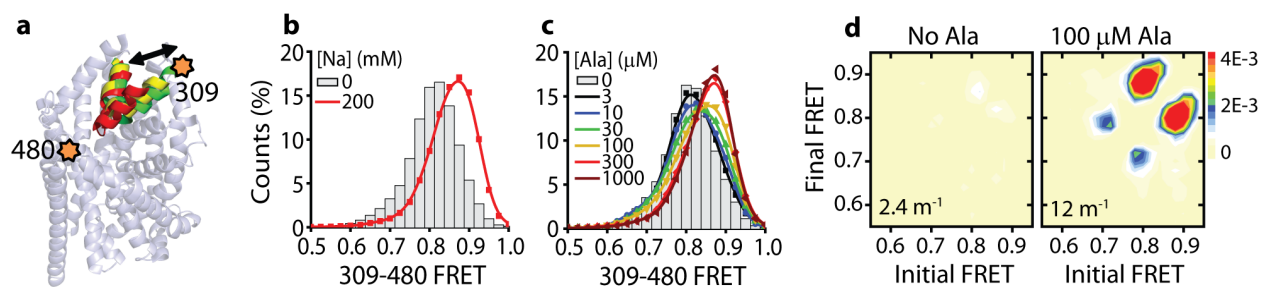 a
309
480
b
[Na] (mM)
0
200
Counts (%)
20
15
10
5
0
0.5 0.6 0.7 0.8 0.9 1.0
309-480 FRET
c
[Ala] (µM)
0
3
10
30
100
300
1000
20
15
10
5
0
0.5 0.6 0.7 0.8 0.9 1.0
309-480 FRET
d
No Ala
100 µM Ala
Final FRET
0.9
0.8
0.7
0.6
2.4 m⁻¹
12 m⁻¹
0.6 0.7 0.8 0.9
0.6 0.7 0.8 0.9
Initial FRET
Initial FRET
4E-3
2E-3
0